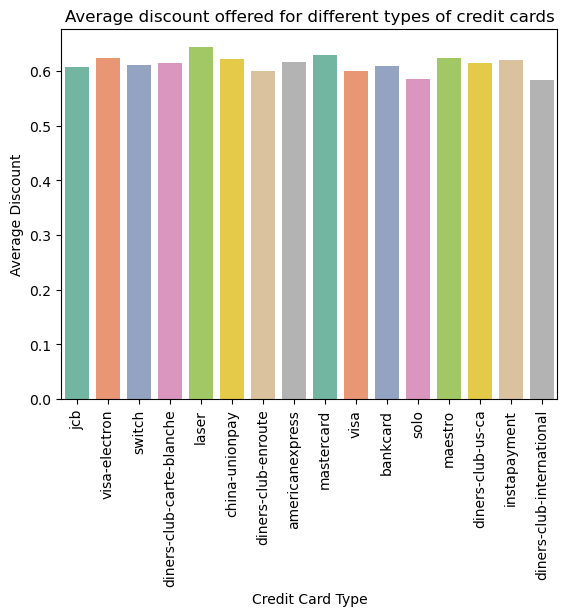 Average discount offered for different types of credit cards
Average Discount
0.6
0.5
0.4
0.3
0.2
0.1
0.0
jcb
visa-electron
switch
diners-club-carte-blanche
laser
china-unionpay
diners-club-enroute
americanexpress
mastercard
visa
bankcard
solo
maestro
diners-club-us-ca
instapayment
diners-club-international
Credit Card Type